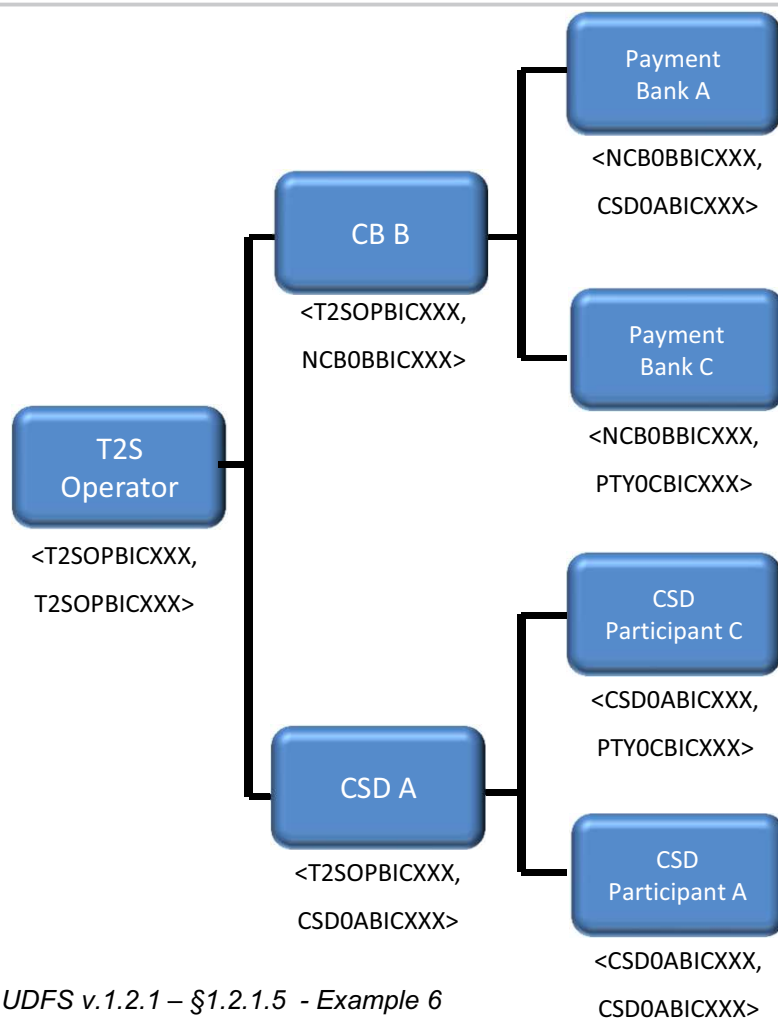 Payment
Bank A
<NCB0BBICXXX,
CSD0ABICXXX>
CB B
<T2SOPBICXXX,
NCB0BBICXXX>
Payment
Bank C
<NCB0BBICXXX,
PTY0CBICXXX>
T2S
Operator
<T2SOPBICXXX,
T2SOPBICXXX>
CSD
Participant C
<CSD0ABICXXX,
PTY0CBICXXX>
CSD A
<T2SOPBICXXX,
CSD0ABICXXX>
CSD
Participant A
<CSD0ABICXXX,
CSD0ABICXXX>
UDFS v.1.2.1 – §1.2.1.5 - Example 6